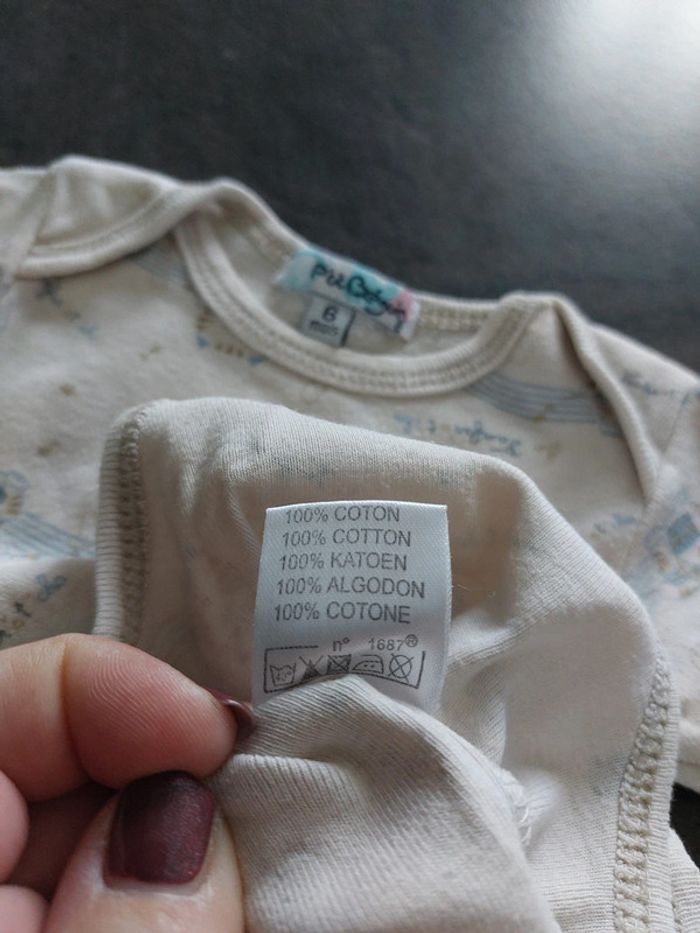 6
mois
100% COTON
100% COTTON
100% KATOEN
100% ALGODON
100% COTONE
n° 1687®